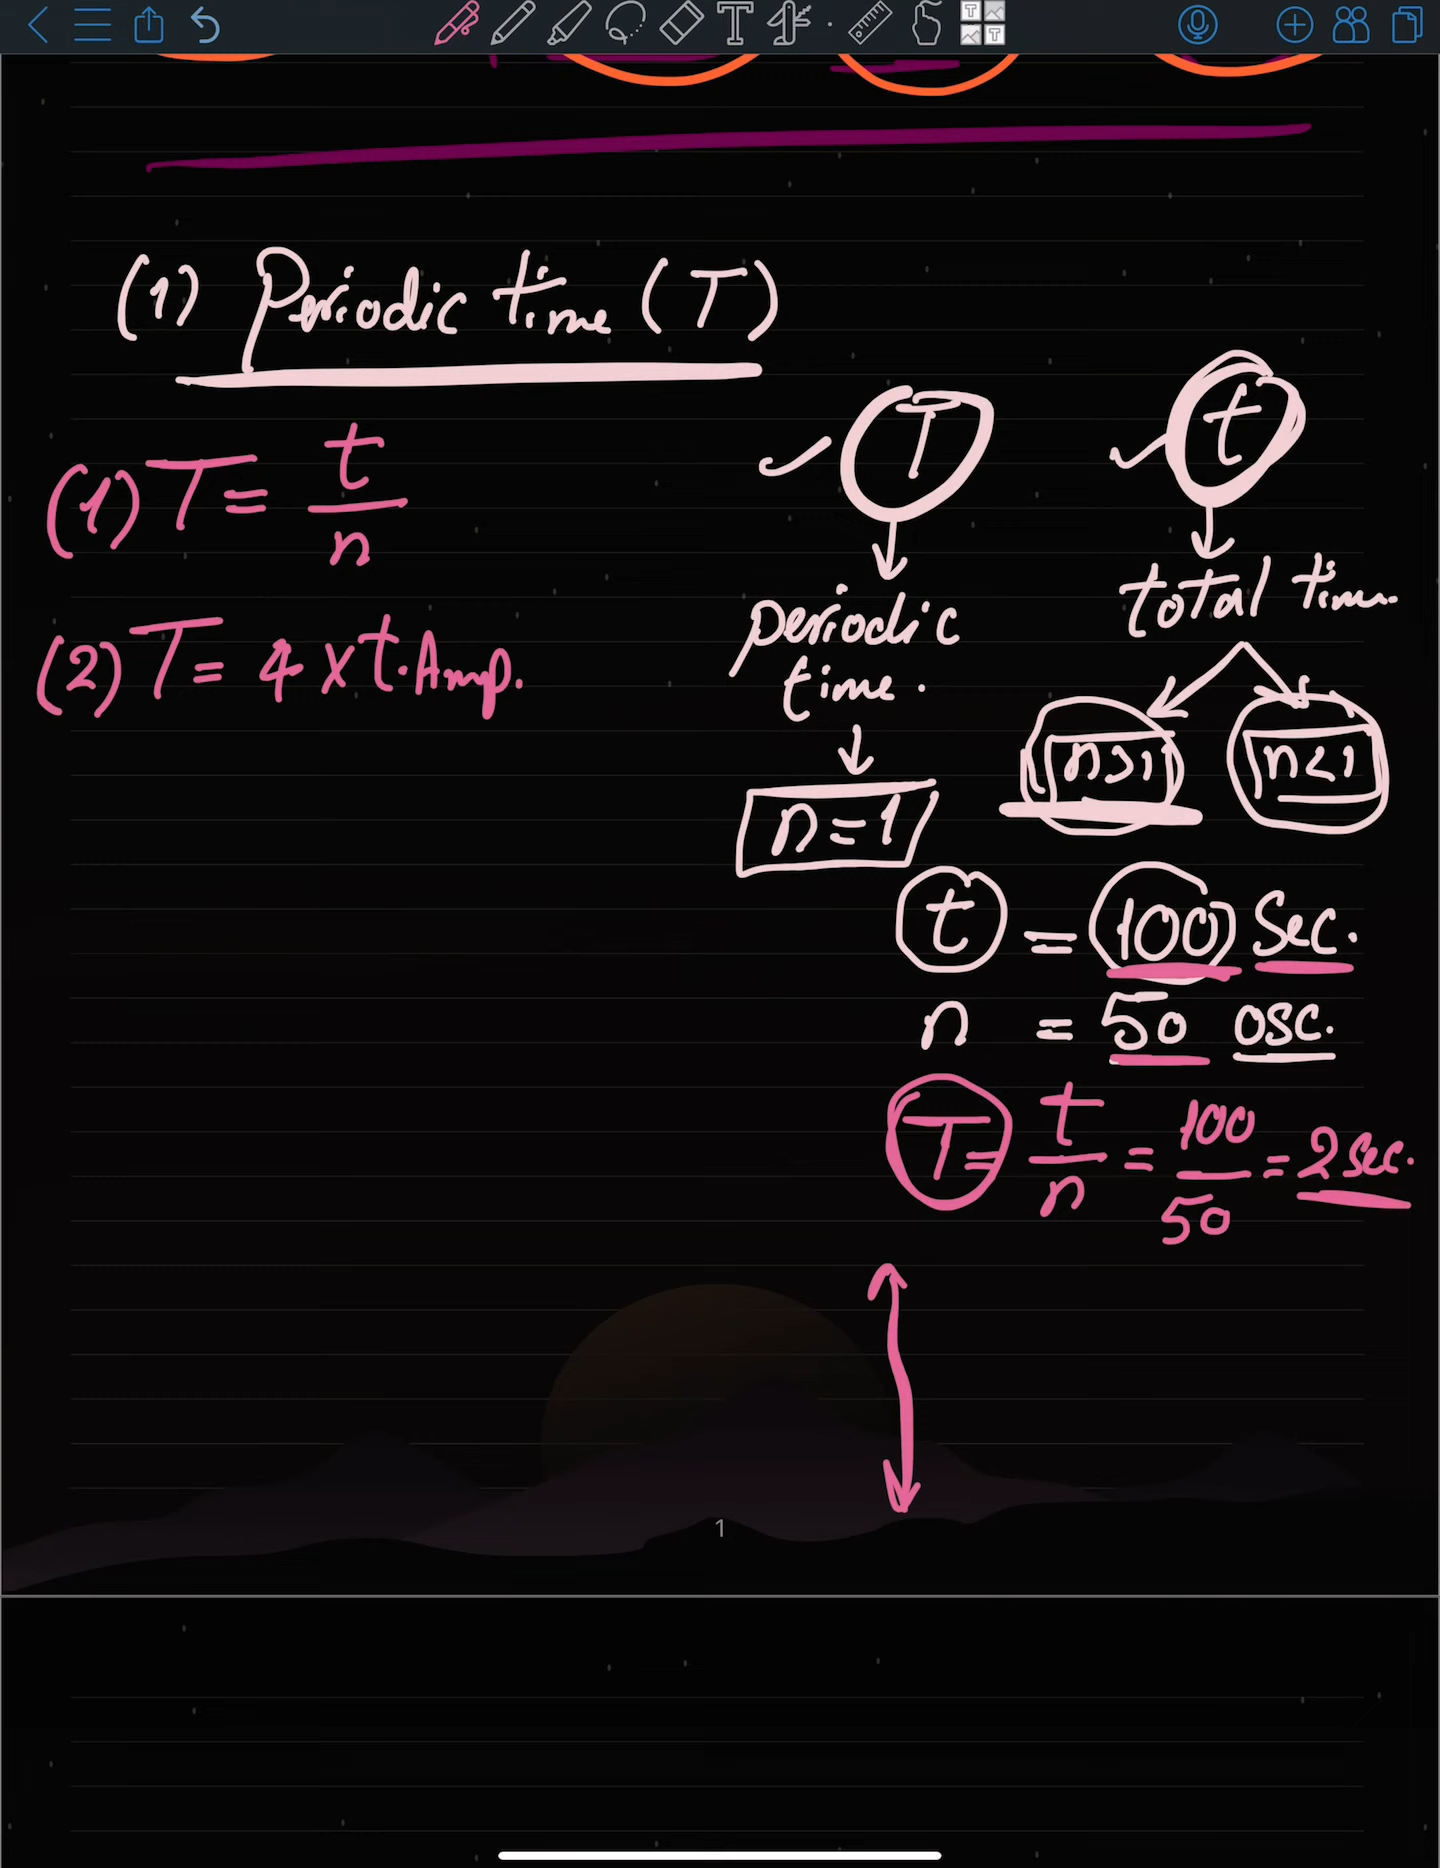 (1) Periodic time (T)
(1) T = t/n
(2) T = 4 x t.Amp.
T
periodic
time.
n=1
t
total time.
n>1
n<1
t = 100 Sec.
n = 50 osc.
T = t/n = 100/50 = 2 Sec.
1